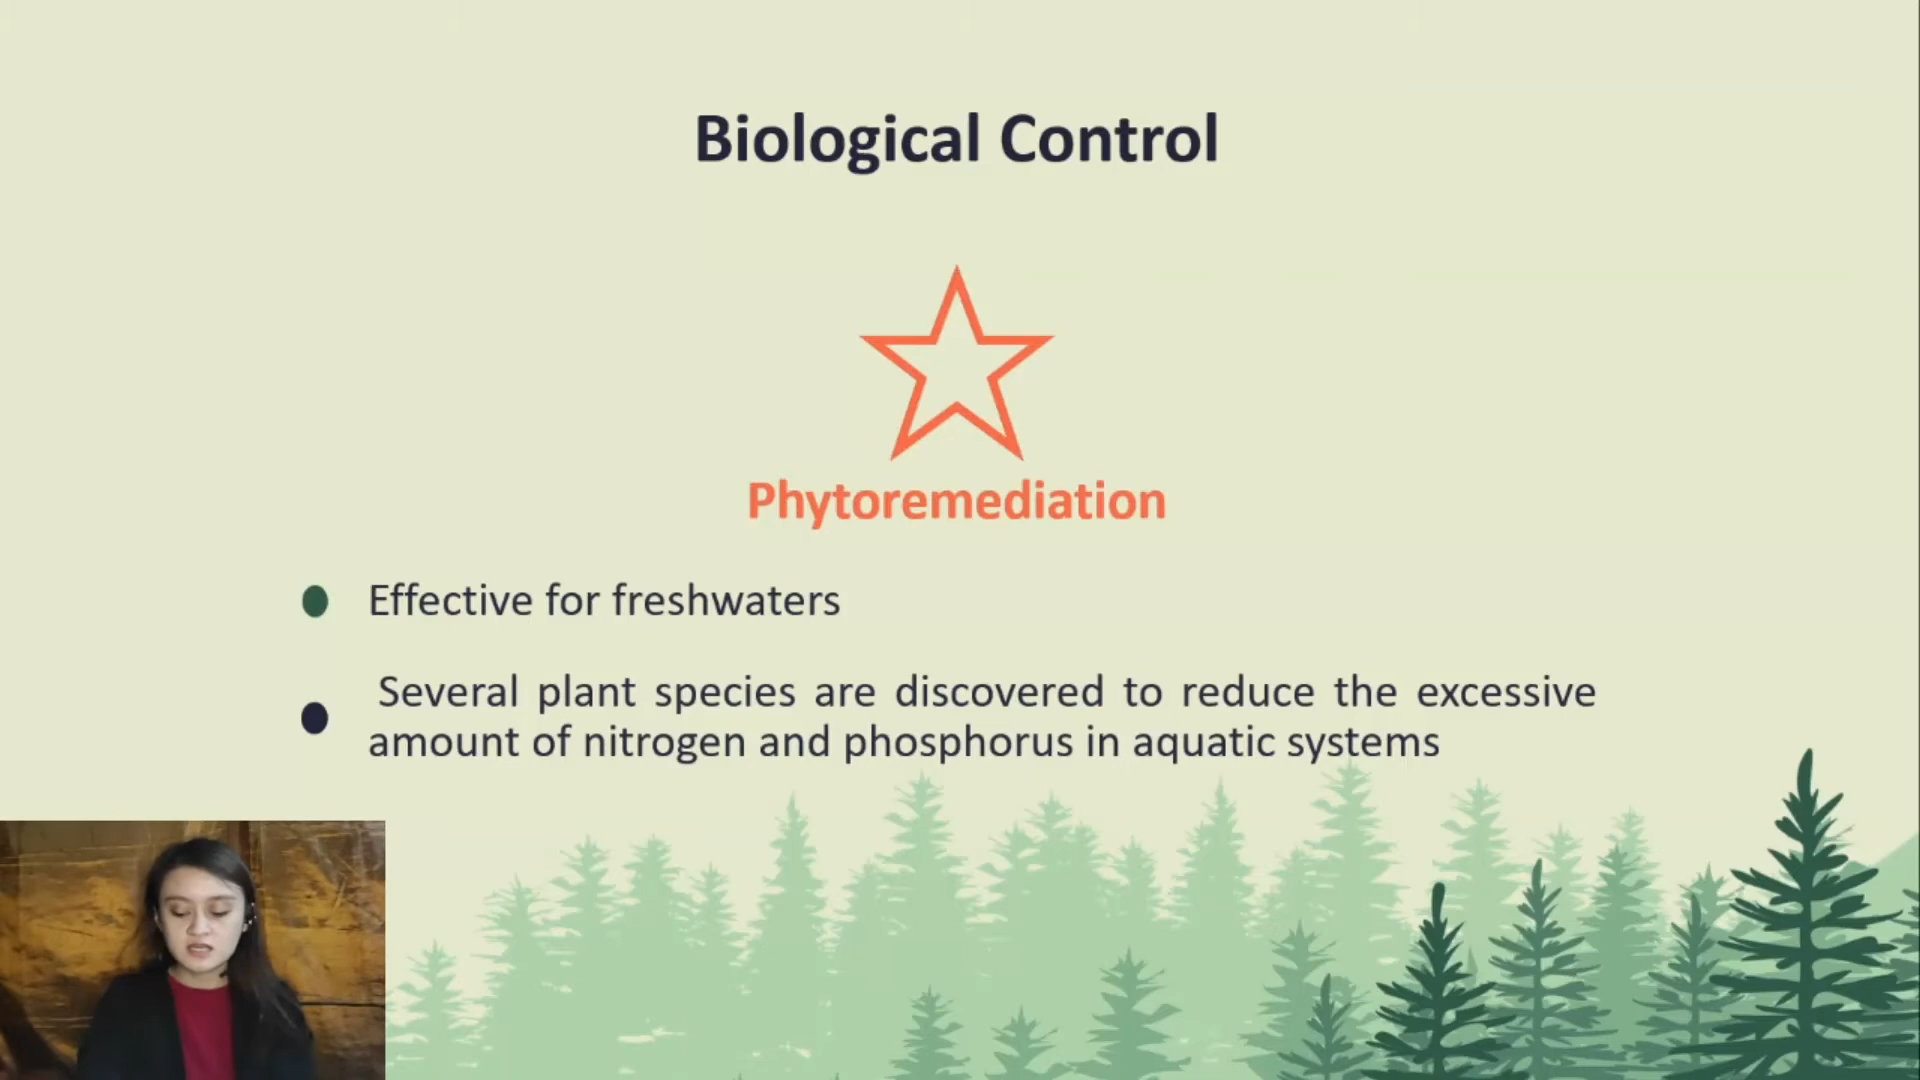 Biological Control
Phytoremediation
Effective for freshwaters
Several plant species are discovered to reduce the excessive
amount of nitrogen and phosphorus in aquatic systems